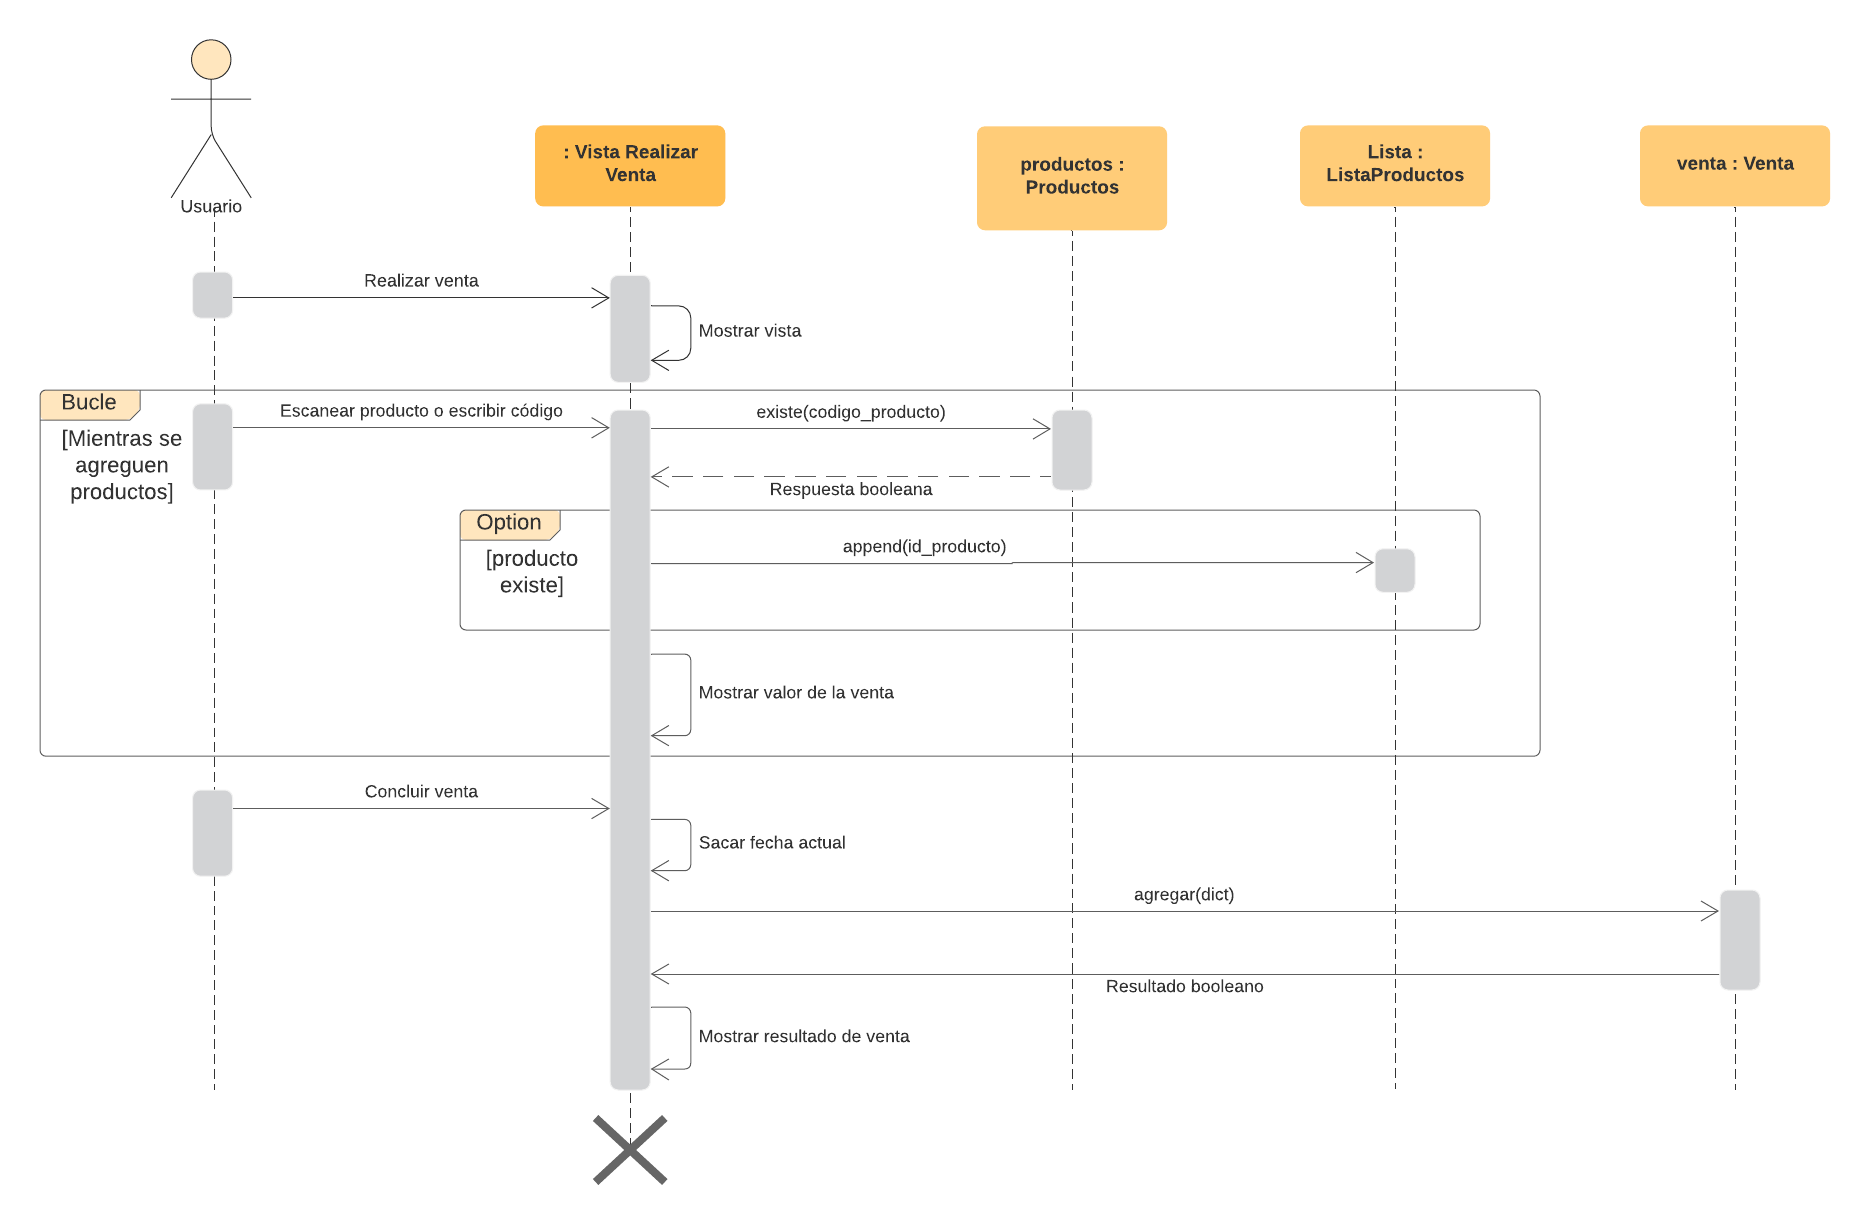 Usuario
: Vista Realizar
Venta
productos :
Productos
Lista :
ListaProductos
venta : Venta
Realizar venta
Mostrar vista
Bucle
[Mientras se
agreguen
productos]
Escanear producto o escribir código
existe(codigo_producto)
Respuesta booleana
Option
[producto
existe]
append(id_producto)
Mostrar valor de la venta
Concluir venta
Sacar fecha actual
agregar(dict)
Resultado booleano
Mostrar resultado de venta